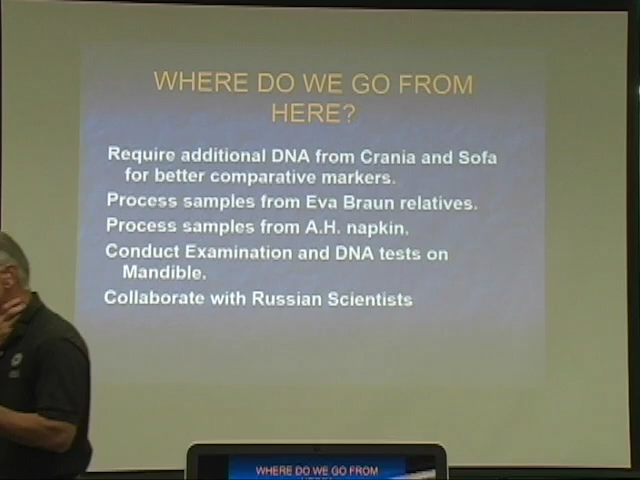 WHERE DO WE GO FROM
HERE?
Require additional DNA from Crania and Sofa
for better comparative markers.
Process samples from Eva Braun relatives.
Process samples from A.H. napkin.
Conduct Examination and DNA tests on
Mandible.
Collaborate with Russian Scientists
WHERE DO WE GO FROM